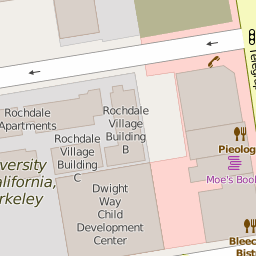 Telegrap
Rochdale
Apartments
Rochdale
Village
Building
B
Rochdale
Village
Building
C
Pieolog
Moe's Book
versity
alifornia,
rkeley
Dwight
Way
Child
Development
Center
Bleec
Bist